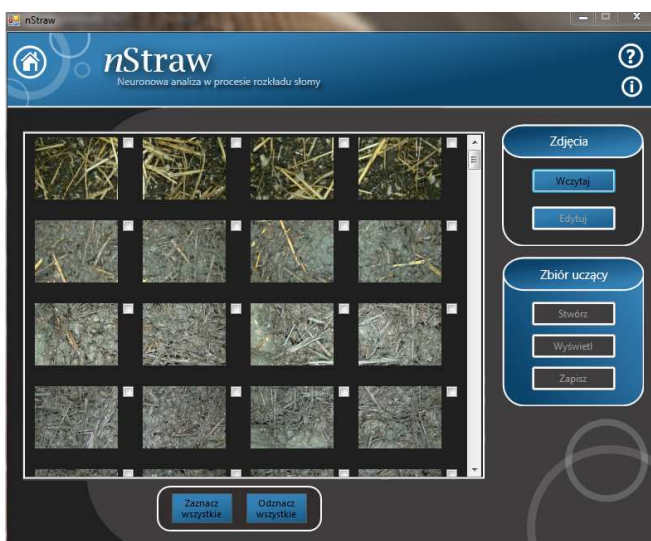 nStraw
nStraw
Neuronowa analiza w procesie rozkładu słomy
Zdjęcia
Wczytaj
Edytuj
Zbiór uczący
Stwórz
Wyświetl
Zapisz
Zaznacz
wszystkie
Odznacz
wszystkie